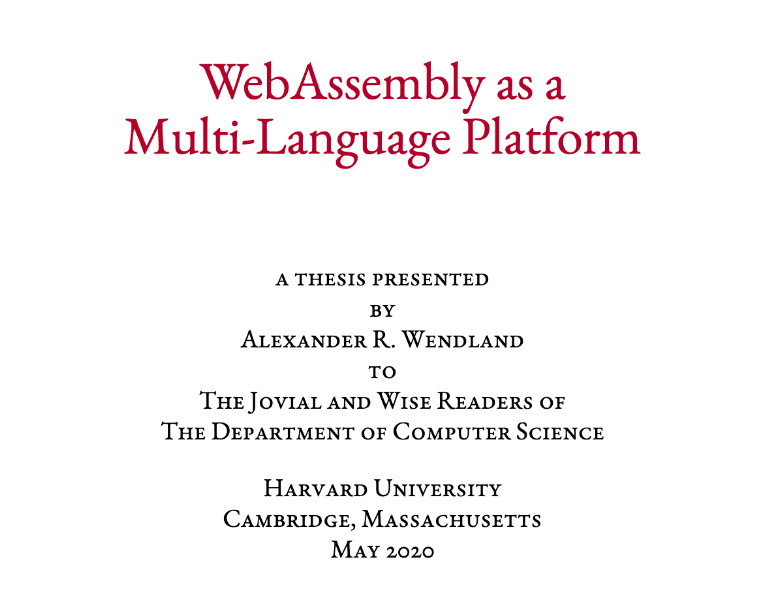 WebAssembly as a
Multi-Language Platform
a thesis presented
by
Alexander R. Wendland
to
The Jovial and Wise Readers of
The Department of Computer Science
Harvard University
Cambridge, Massachusetts
May 2020